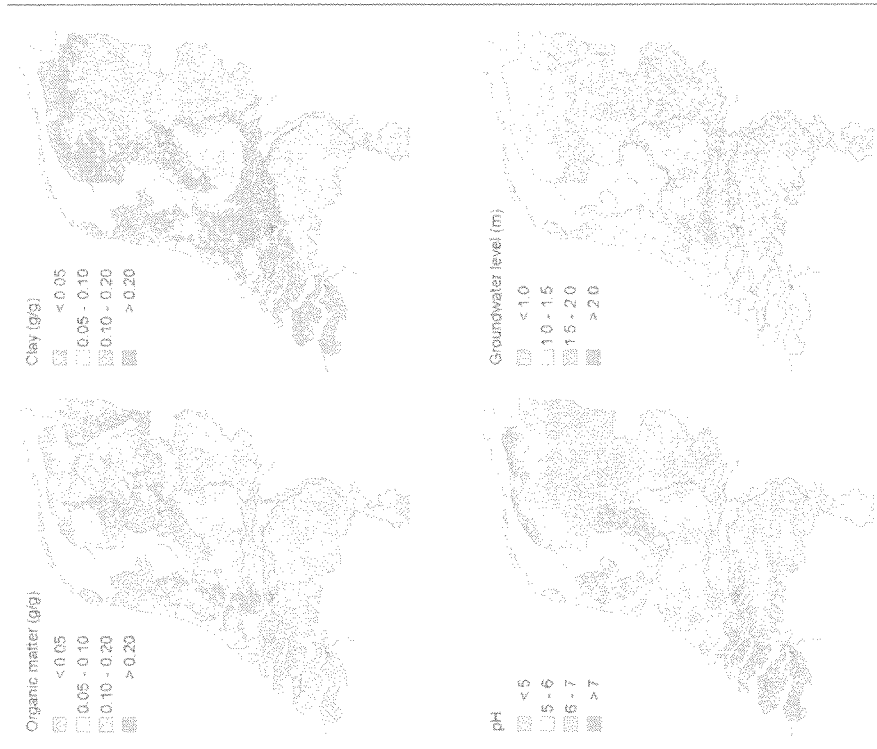 Organic matter (g/g)
< 0.05
0.05 - 0.10
0.10 - 0.20
> 0.20
Clay (g/g)
< 0.05
0.05 - 0.10
0.10 - 0.20
> 0.20
pH
< 5
5 - 6
6 - 7
> 7
Groundwater level (m)
< 1.0
1.0 - 1.5
1.5 - 2.0
> 2.0